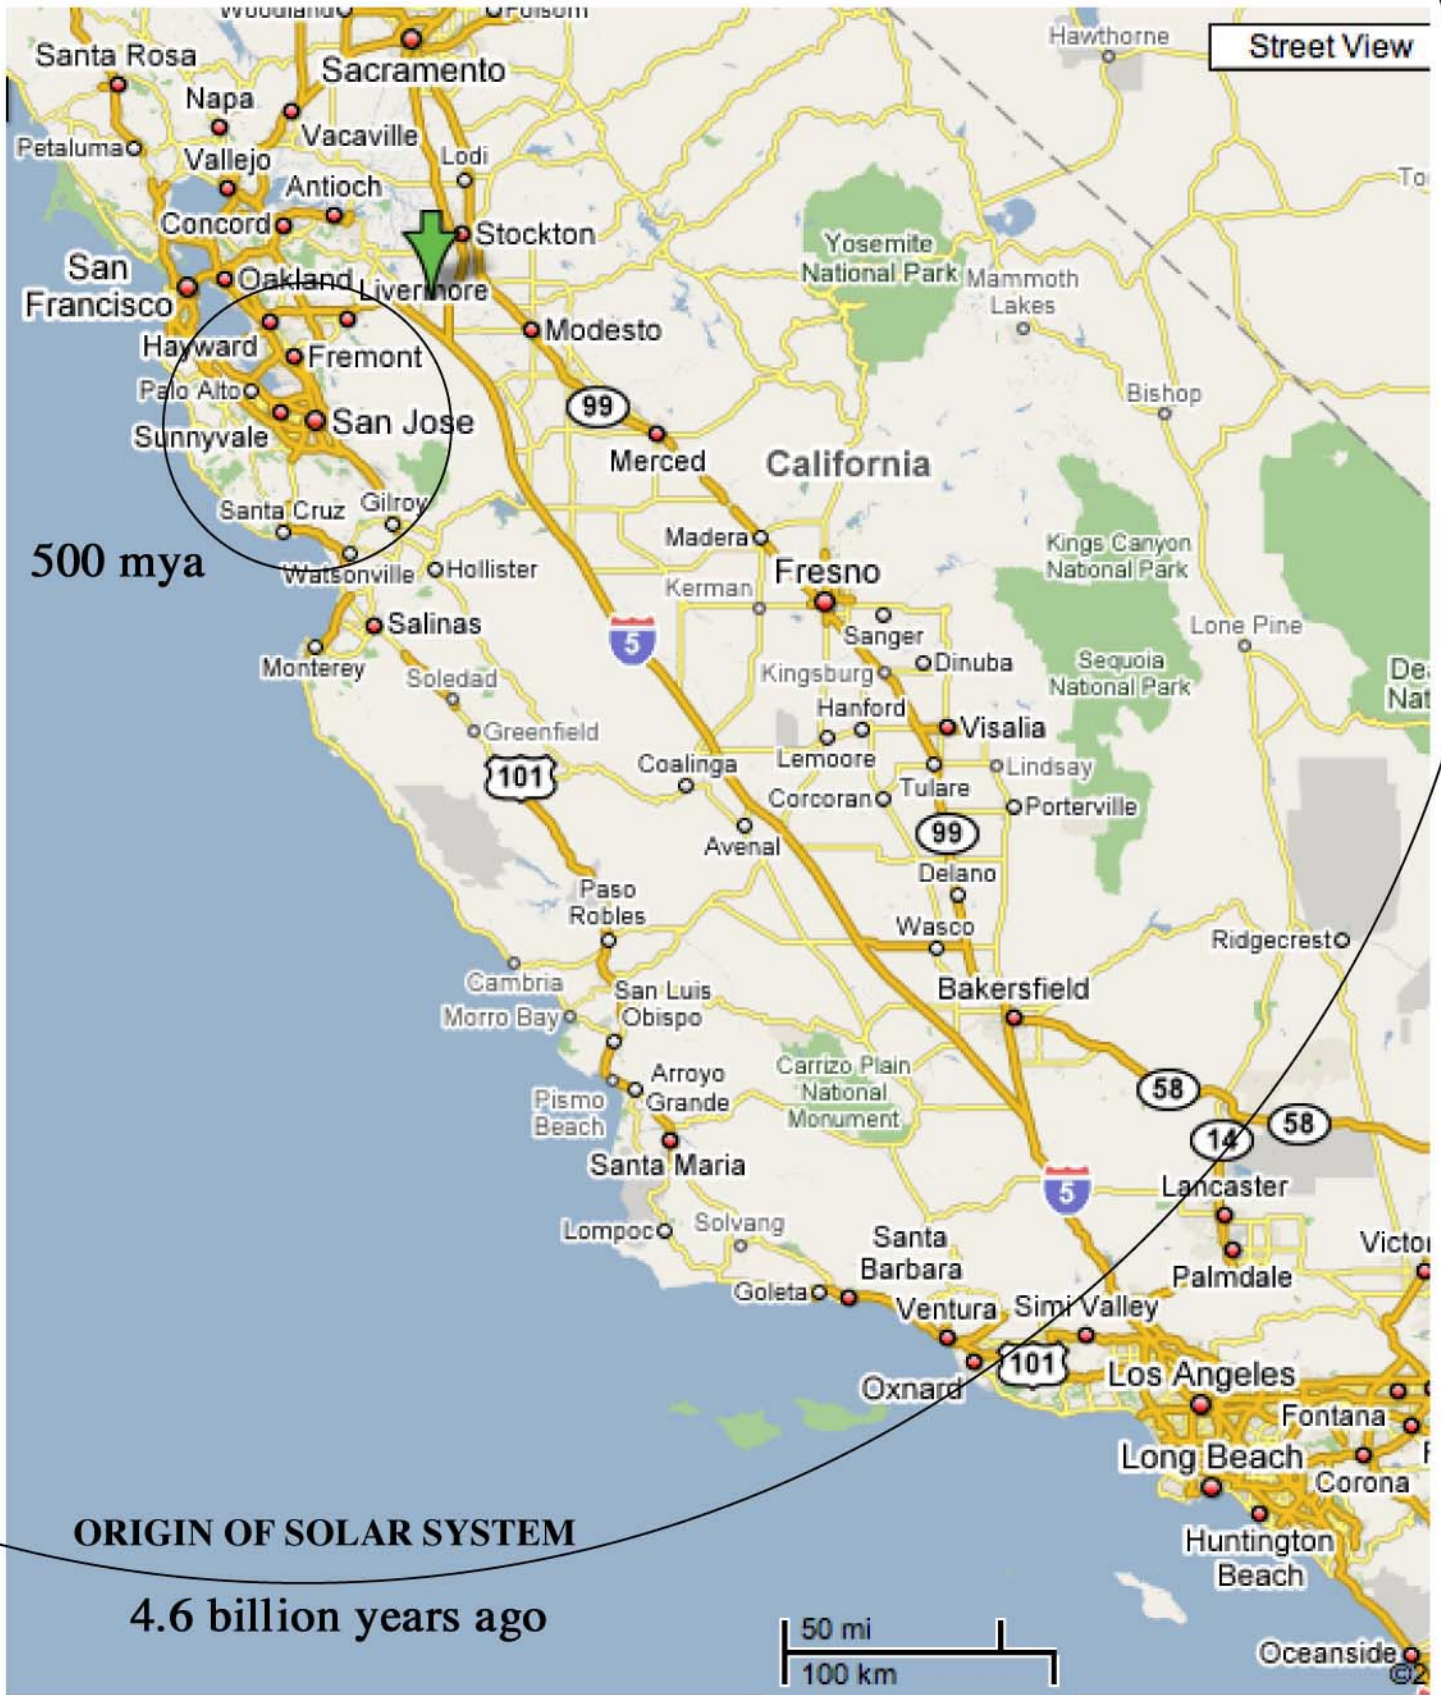 Woodland
Folsom
Hawthorne
Street View
Santa Rosa
Sacramento
Napa
Vacaville
Petaluma
Vallejo
Lodi
Antioch
Concord
Stockton
San
Francisco
Oakland
Livermore
Yosemite
National Park
Mammoth
Lakes
Hayward
Modesto
Fremont
Palo Alto
99
Bishop
San Jose
Sunnyvale
Merced
California
Santa Cruz
Gilroy
500 mya
Madera
Kings Canyon
National Park
Watsonville
Hollister
Fresno
Kerman
Salinas
5
Sanger
Lone Pine
Monterey
Soledad
Kingsburg
Dinuba
Sequoia
National Park
Greenfield
Hanford
Visalia
101
Coalinga
Lemoore
Lindsay
Tulare
Corcoran
Porterville
Avenal
99
Delano
Paso
Robles
Wasco
Ridgecrest
Cambria
San Luis
Obispo
Bakersfield
Morro Bay
Arroyo
Grande
Carrizo Plain
National
Monument
58
58
Pismo
Beach
14
Santa Maria
5
Lancaster
Lompoc
Solvang
Santa
Barbara
Palmdale
Goleta
Ventura
Simi Valley
101
Oxnard
Los Angeles
Fontana
Long Beach
Corona
ORIGIN OF SOLAR SYSTEM
Huntington
Beach
4.6 billion years ago
50 mi
100 km
Oceanside